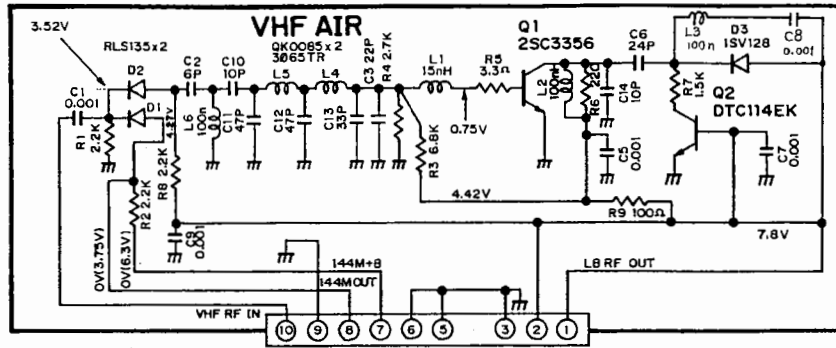 VHF AIR
3.52V
RLS135x2
D2
C2
6P
C10
10P
QK0085x2
3065TR
L5
L4
C3 22P
R4 2.7K
L1
15nH
R5
3.3Ω
Q1
2SC3356
L2
100n
R6 220
C14
10P
C6
24P
L3
100n
D3
1SV128
C8
0.001
C1
0.001
D1
R1
2.2K
4.27V
L6
100n
C11
47P
C12
47P
C13
33P
0.75V
R7
1.5K
Q2
DTC114EK
R8 2.2K
R2 2.2K
R3 6.8K
C5
0.001
C7
0.001
4.42V
R9 100Ω
C9
0.001
7.8V
0V(3.75V)
0V(6.3V)
144M+B
144MOUT
L8 RF OUT
VHF RF IN
10
9
8
7
6
5
3
2
1